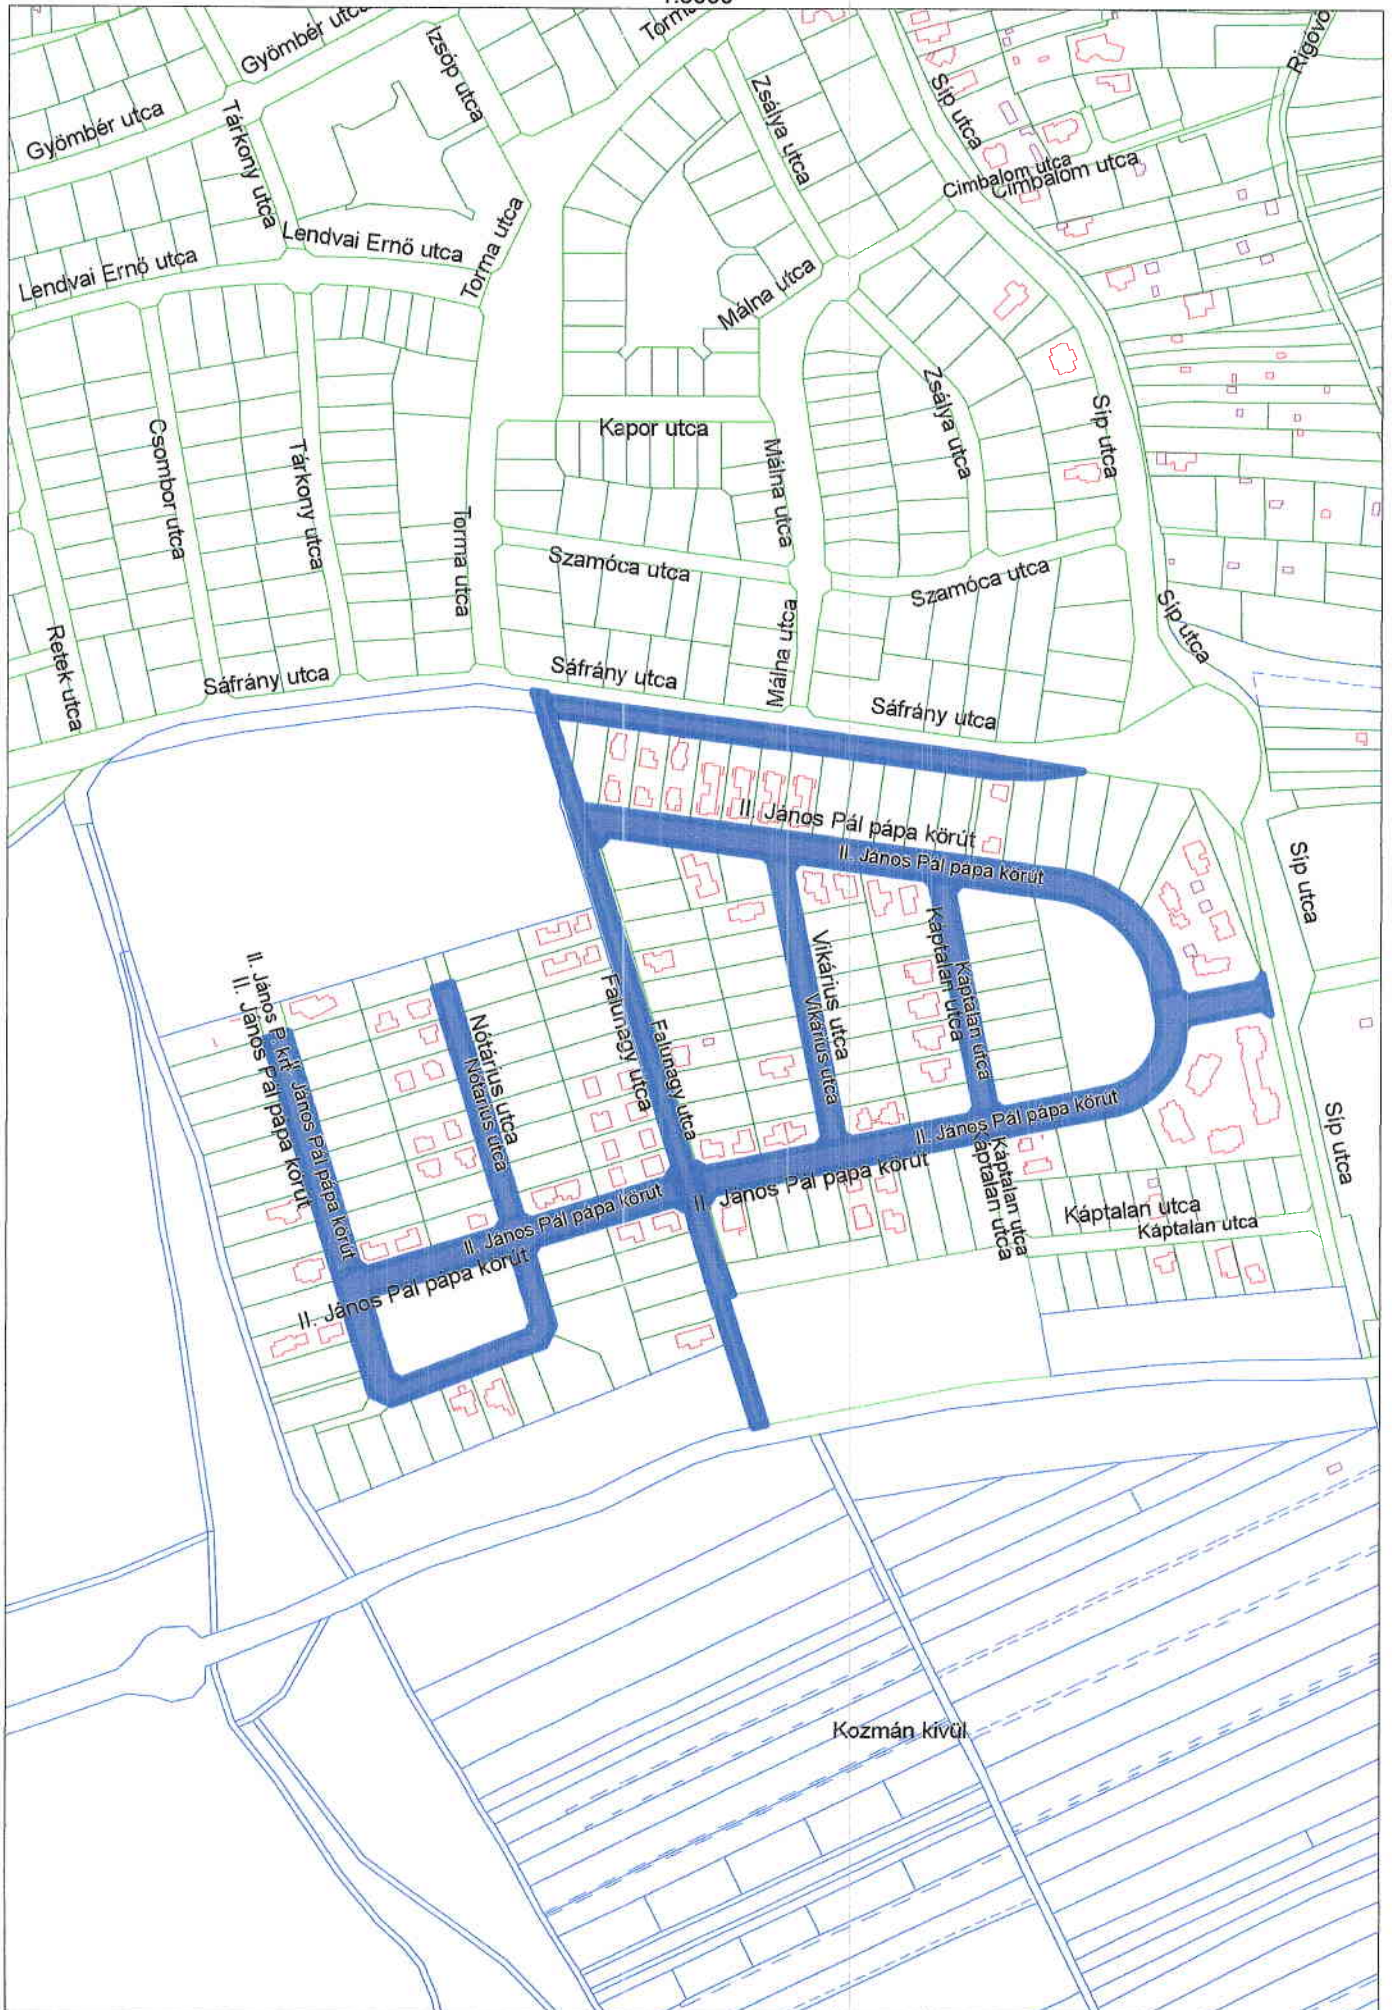 Gyömbér utca
Izsóp utca
Síp utca
Zsálya utca
Gyömbér utca
Tárkony utca
Cimbalom utca
Cimbalom utca
Lendvai Ernő utca
Torma utca
Lendvai Ernő utca
Málna utca
Zsálya utca
Síp utca
Kapor utca
Csombor utca
Tárkony utca
Málna utca
Torma utca
Szamóca utca
Szamóca utca
Síp utca
Retek utca
Málna utca
Sáfrány utca
Sáfrány utca
Sáfrány utca
II. János Pál pápa körút
II. János Pál pápa körút
Síp utca
Káptalan utca
Káptalan utca
Vikárius utca
Vikárius utca
II. János P. krt.
II. János Pál pápa körút
II. János Pál pápa körút
Nótárius utca
Nótárius utca
Falunagy utca
Falunagy utca
II. János Pál pápa körút
II. János Pál pápa körút
Síp utca
Káptalan utca
Káptalan utca
Káptalan utca
Káptalan utca
II. János Pál pápa körút
II. János Pál pápa körút
Kozmán kívül